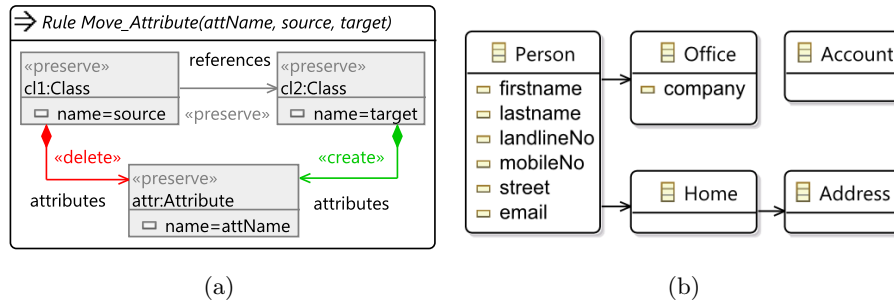 Rule Move_Attribute(attName, source, target)
«preserve»
cl1:Class
name=source
references
«preserve»
«preserve»
cl2:Class
name=target
«delete»
attributes
«create»
attributes
«preserve»
attr:Attribute
name=attName
(a)
Person
firstname
lastname
landlineNo
mobileNo
street
email
Office
company
Account
Home
Address
(b)